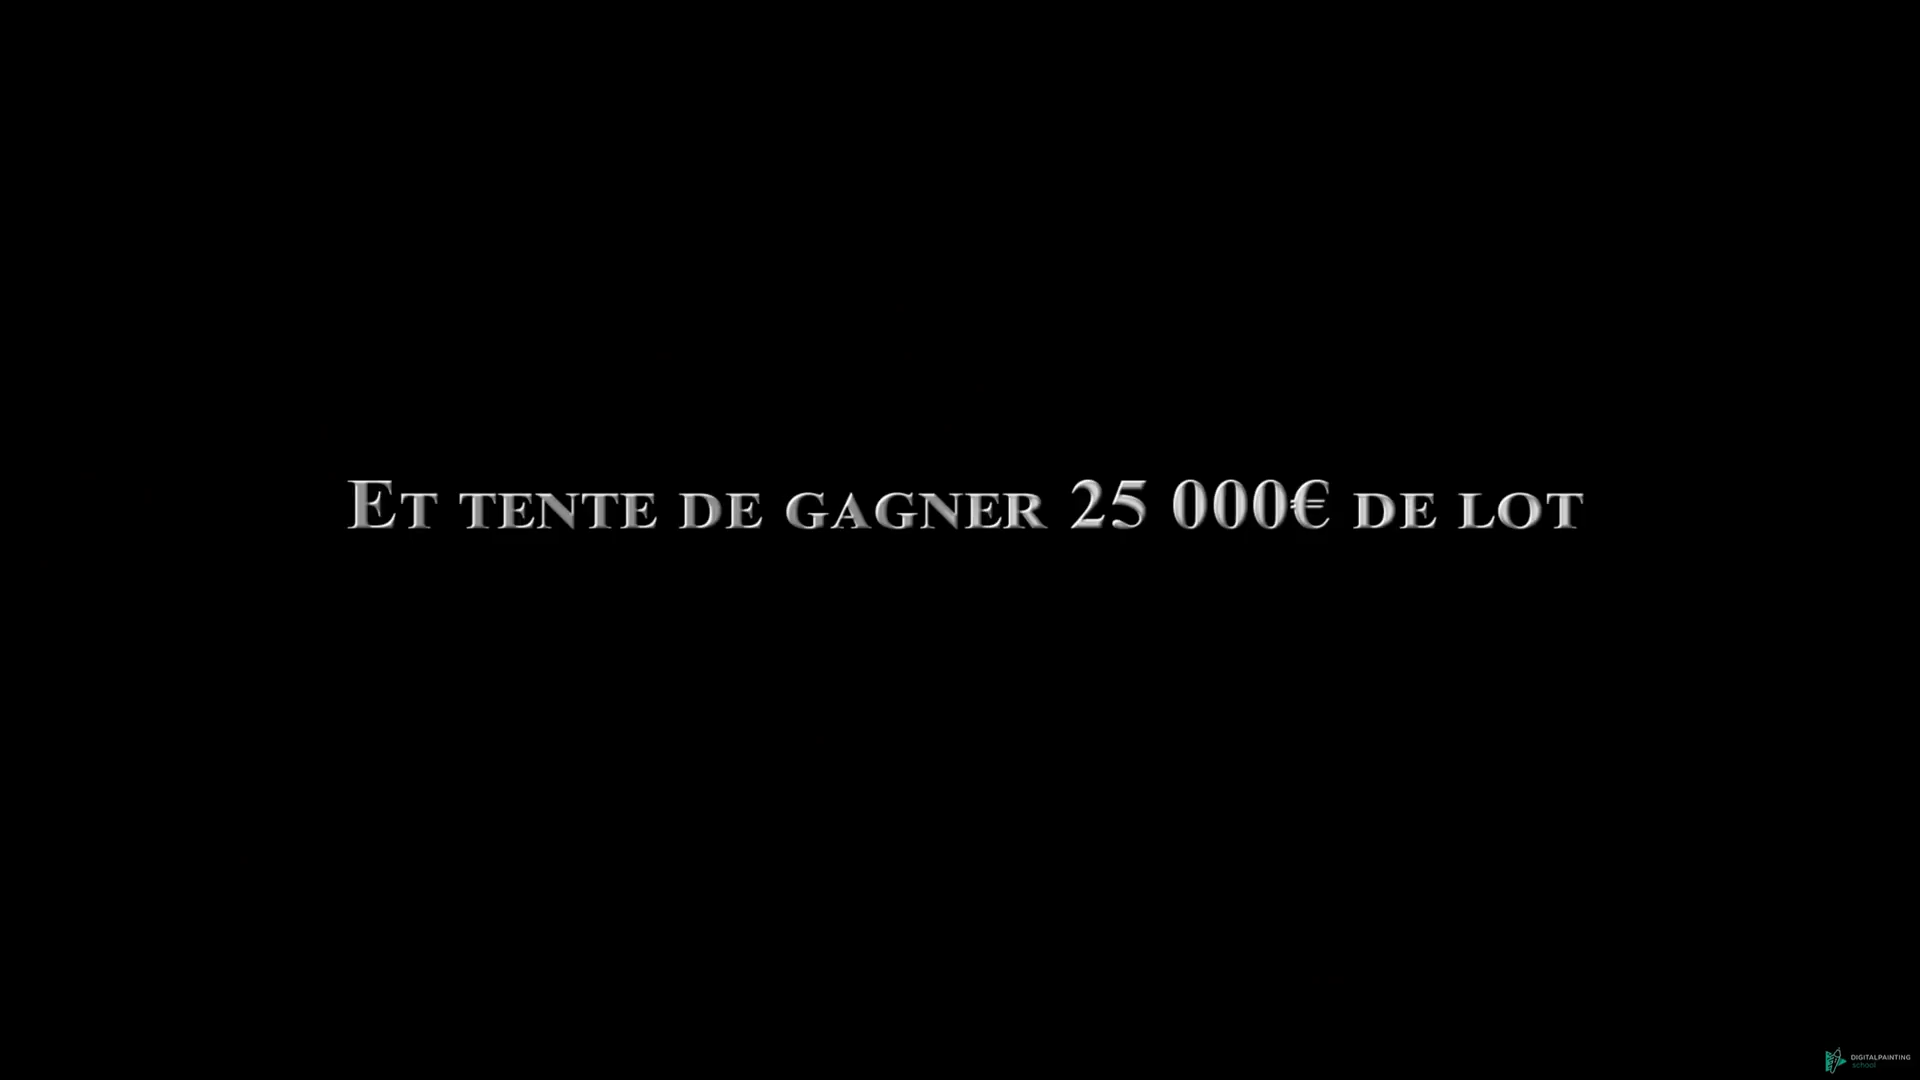 Et tente de gagner 25 000€ de lot
DIGITALPAINTING
school